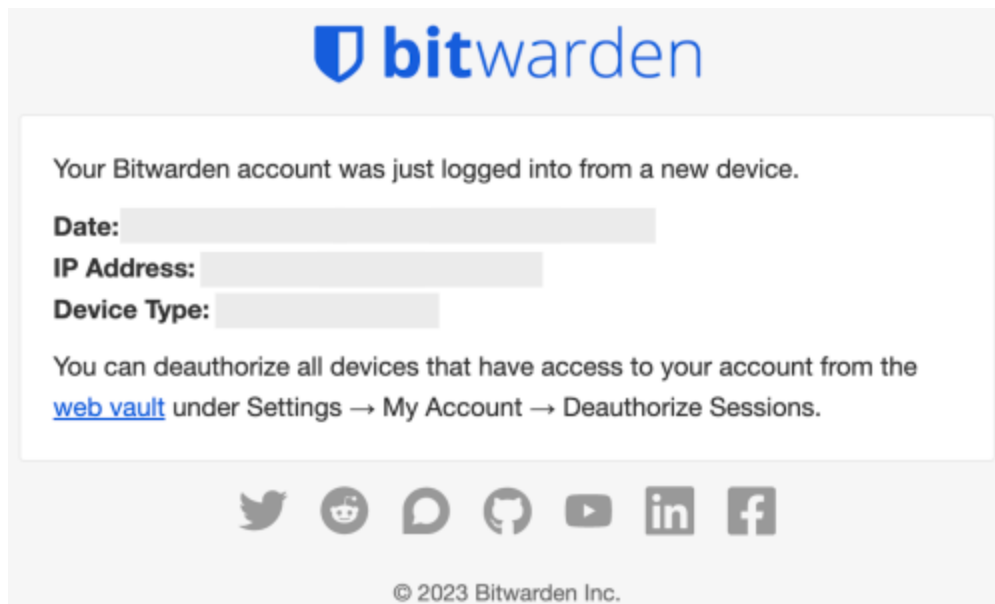 bitwarden
Your Bitwarden account was just logged into from a new device.
Date:
IP Address:
Device Type:
You can deauthorize all devices that have access to your account from the
web vault under Settings → My Account → Deauthorize Sessions.
in
© 2023 Bitwarden Inc.